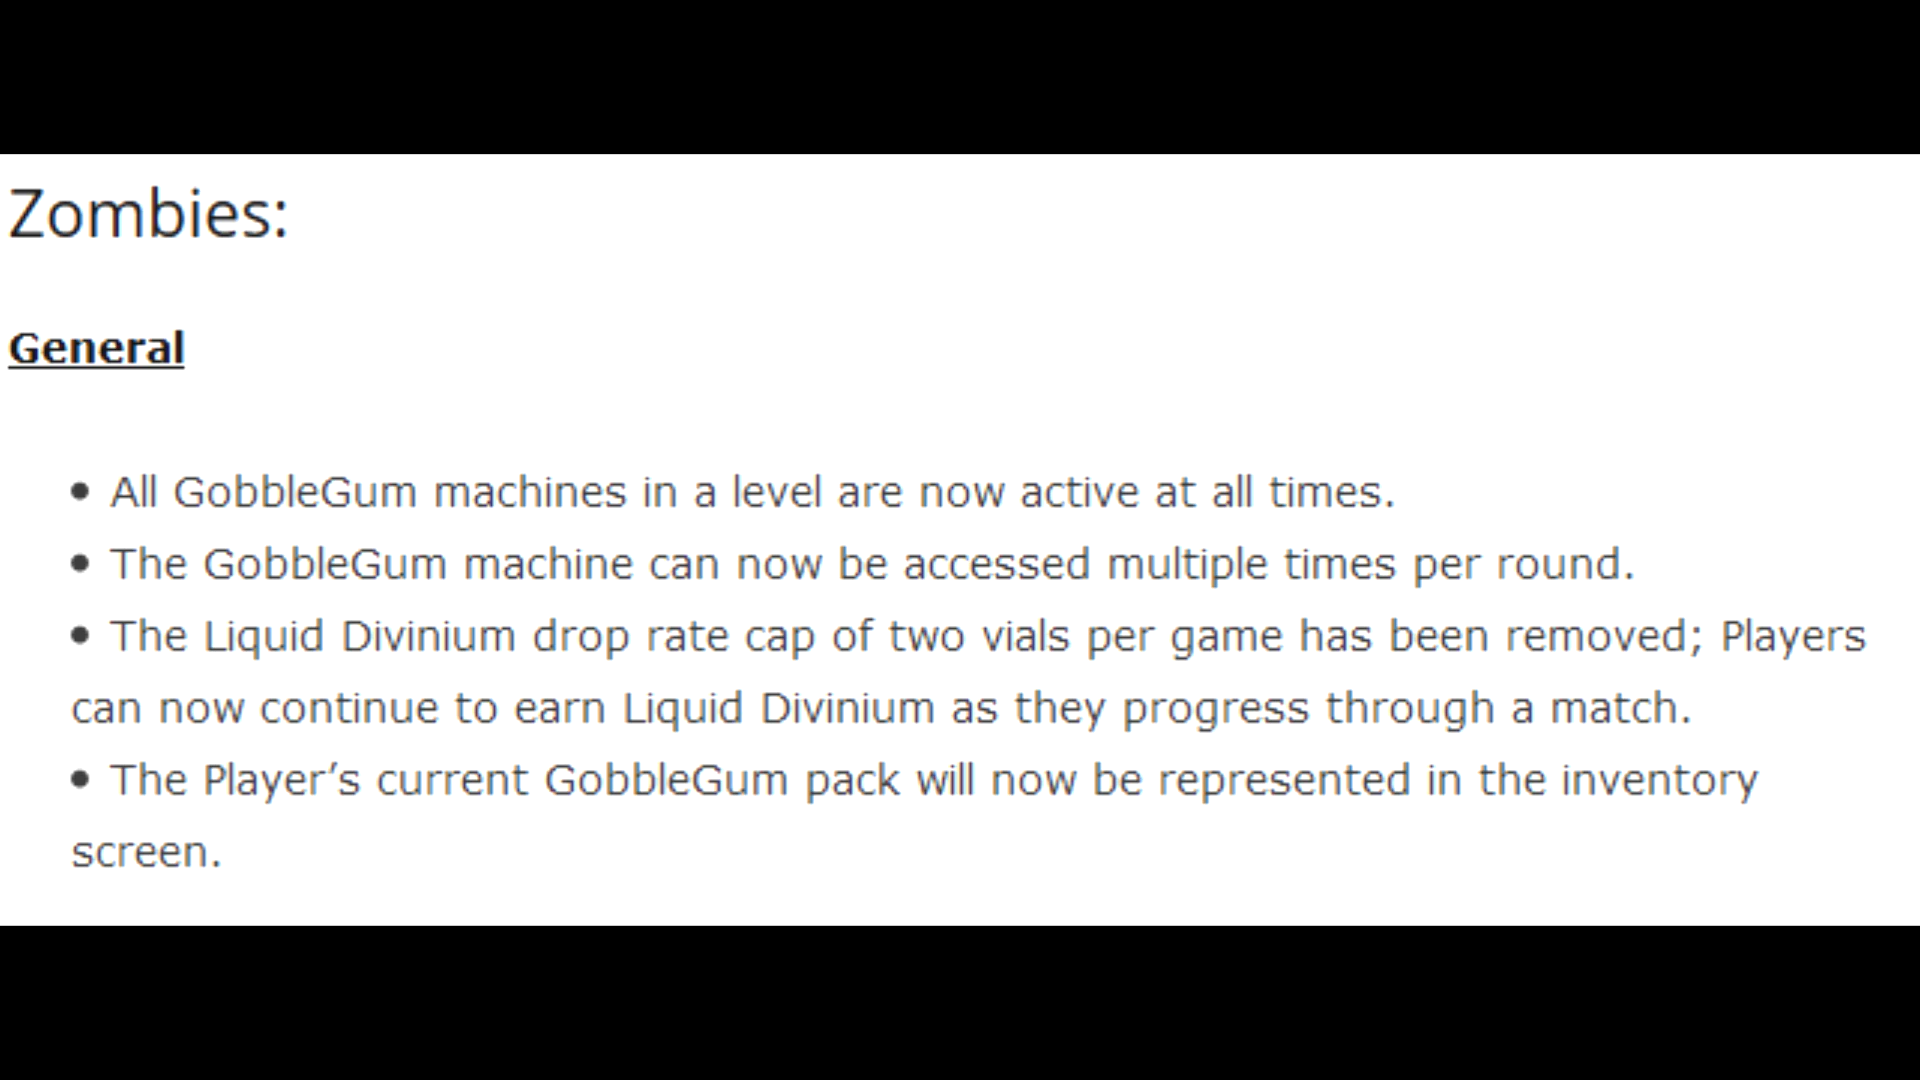 Zombies:
General
• All GobbleGum machines in a level are now active at all times.
• The GobbleGum machine can now be accessed multiple times per round.
• The Liquid Divinium drop rate cap of two vials per game has been removed; Players
can now continue to earn Liquid Divinium as they progress through a match.
• The Player’s current GobbleGum pack will now be represented in the inventory
screen.